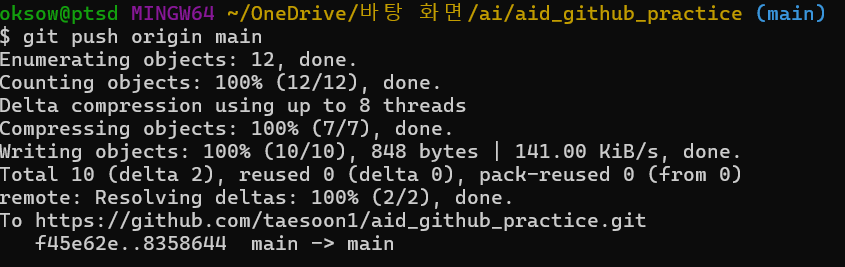 oksow@ptsd MINGW64 ~/OneDrive/바탕 화면/ai/aid_github_practice (main)
$ git push origin main
Enumerating objects: 12, done.
Counting objects: 100% (12/12), done.
Delta compression using up to 8 threads
Compressing objects: 100% (7/7), done.
Writing objects: 100% (10/10), 848 bytes | 141.00 KiB/s, done.
Total 10 (delta 2), reused 0 (delta 0), pack-reused 0 (from 0)
remote: Resolving deltas: 100% (2/2), done.
To https://github.com/taesoon1/aid_github_practice.git
   f45e62e..8358644  main -> main